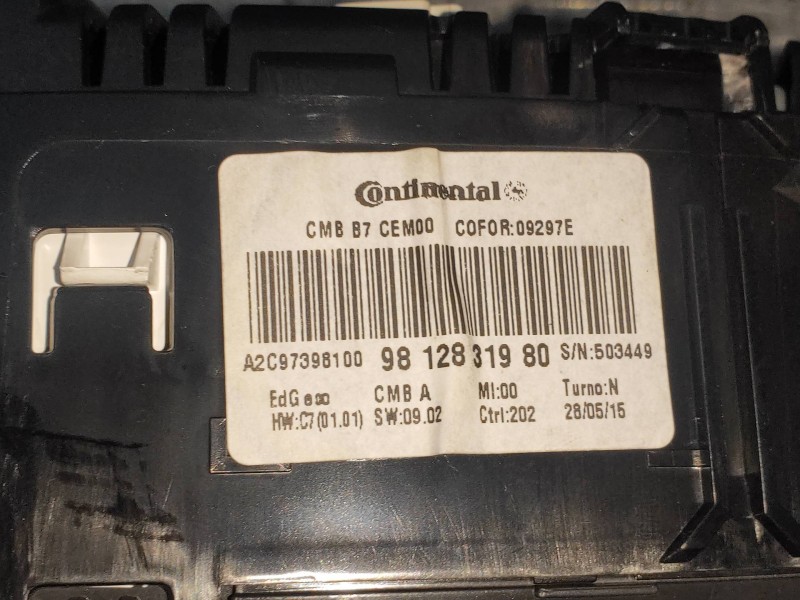 Continental
CMB B7 CEM00 COFOR:09297E
A2C97398100 98 128 319 80 S/N:503449
EdG CMB A MI:00 Turno:N
HW:C7(01.01) SW:09.02 Ctrl:202 28/05/15